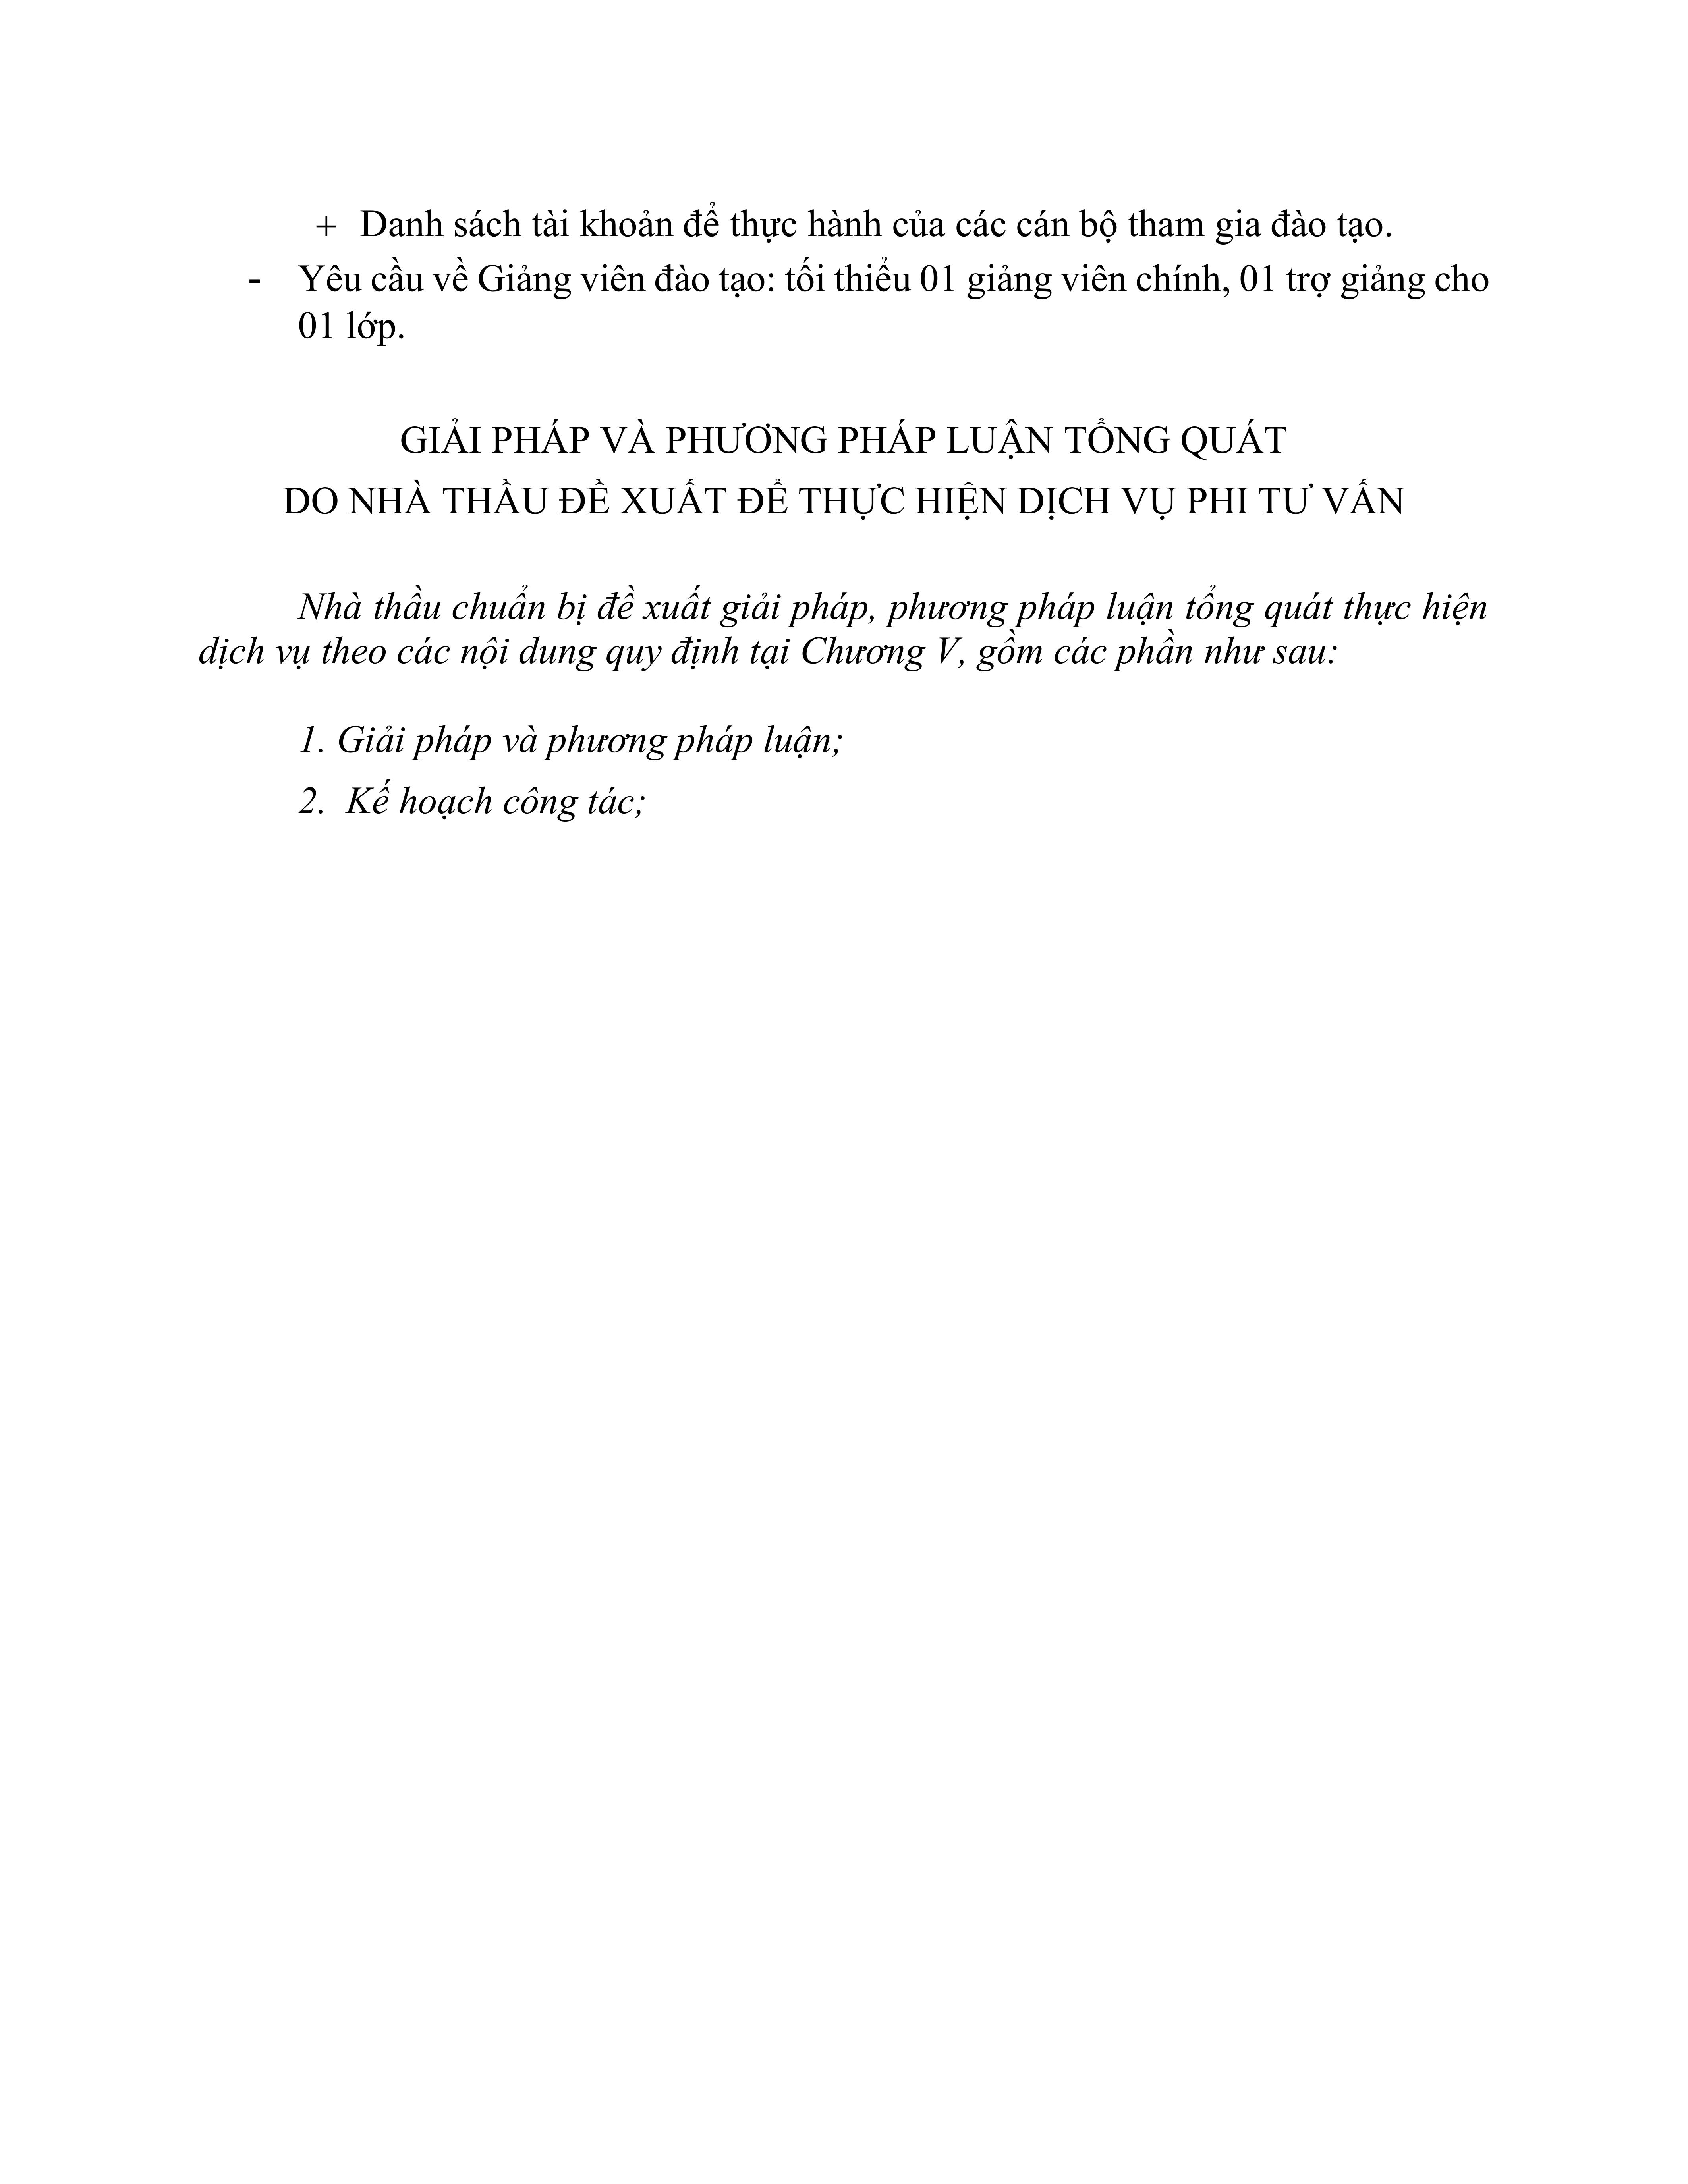 + Danh sách tài khoản để thực hành của các cán bộ tham gia đào tạo.
- Yêu cầu về Giảng viên đào tạo: tối thiểu 01 giảng viên chính, 01 trợ giảng cho
01 lớp.
GIẢI PHÁP VÀ PHƯƠNG PHÁP LUẬN TỔNG QUÁT
DO NHÀ THẦU ĐỀ XUẤT ĐỂ THỰC HIỆN DỊCH VỤ PHI TƯ VẤN
Nhà thầu chuẩn bị đề xuất giải pháp, phương pháp luận tổng quát thực hiện
dịch vụ theo các nội dung quy định tại Chương V, gồm các phần như sau:
1. Giải pháp và phương pháp luận;
2. Kế hoạch công tác;